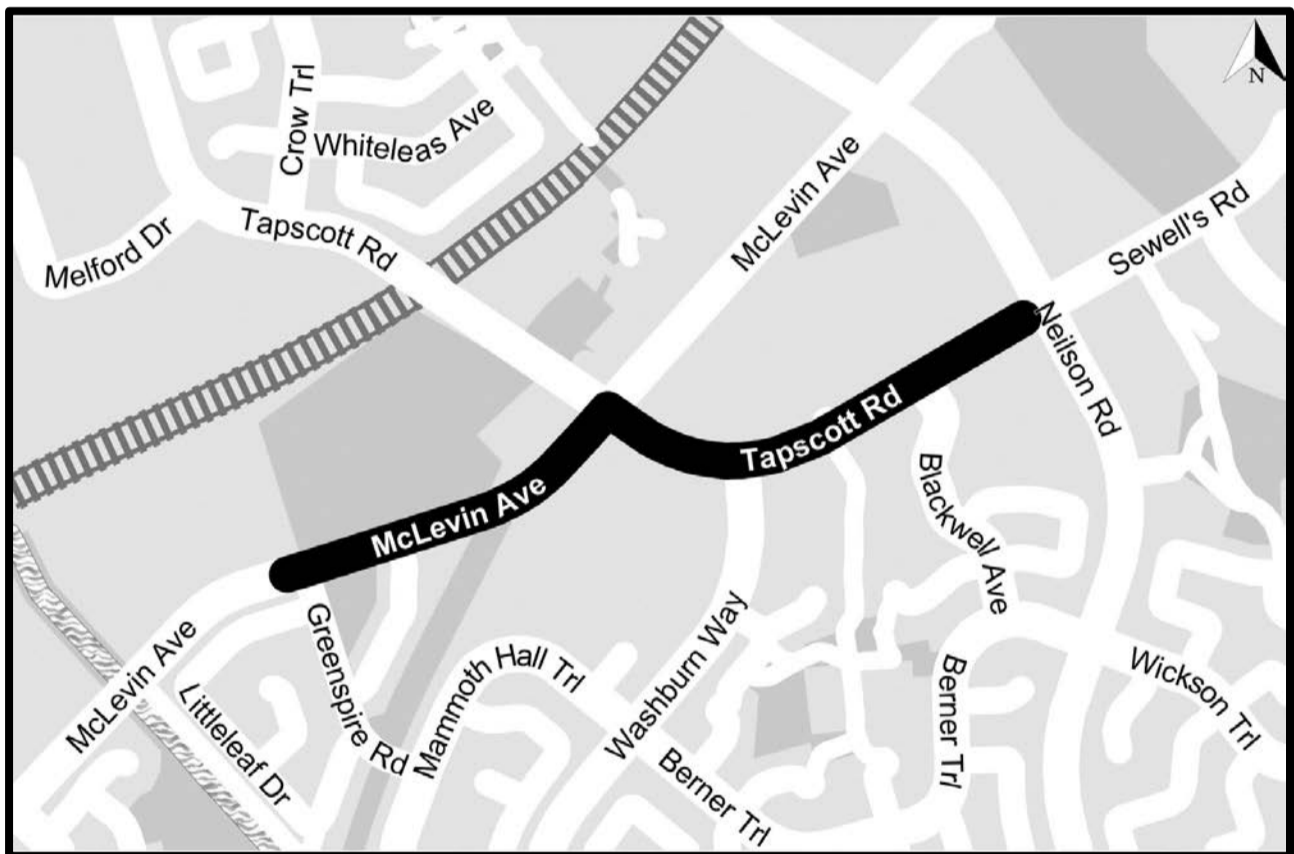 N
Crow Trl
Whiteleas Ave
McLevin Ave
Tapscott Rd
Melford Dr
Sewell's Rd
Neilson Rd
Tapscott Rd
McLevin Ave
Blackwell Ave
Greenspire Rd
McLevin Ave
Littleleaf Dr
Mammoth Hall Trl
Washburn Way
Berner Trl
Berner Trl
Wickson Trl